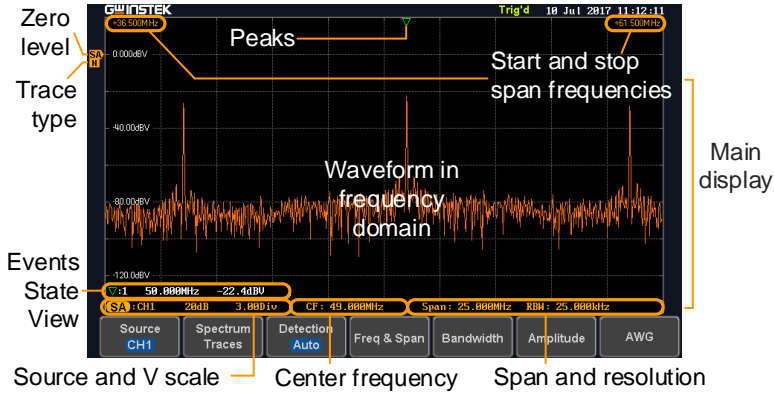 GWINSTEK
Trig'd 10 Jul 2017 11:12:11
+36.500MHz
+61.500MHz
Zero
level
Trace
type
Peaks
Start and stop
span frequencies
SA
M
0.000dBV
-40.00dBV
-80.00dBV
-120.0dBV
Waveform in
frequency
domain
Main
display
Events
State
View
:1 50.000MHz -22.4dBV
SA :CH1 20dB 3.00Div
CF: 49.000MHz
Span: 25.000MHz RBW: 25.000kHz
Source
CH1
Spectrum
Traces
Detection
Auto
Freq & Span
Bandwidth
Amplitude
AWG
Source and V scale
Center frequency
Span and resolution